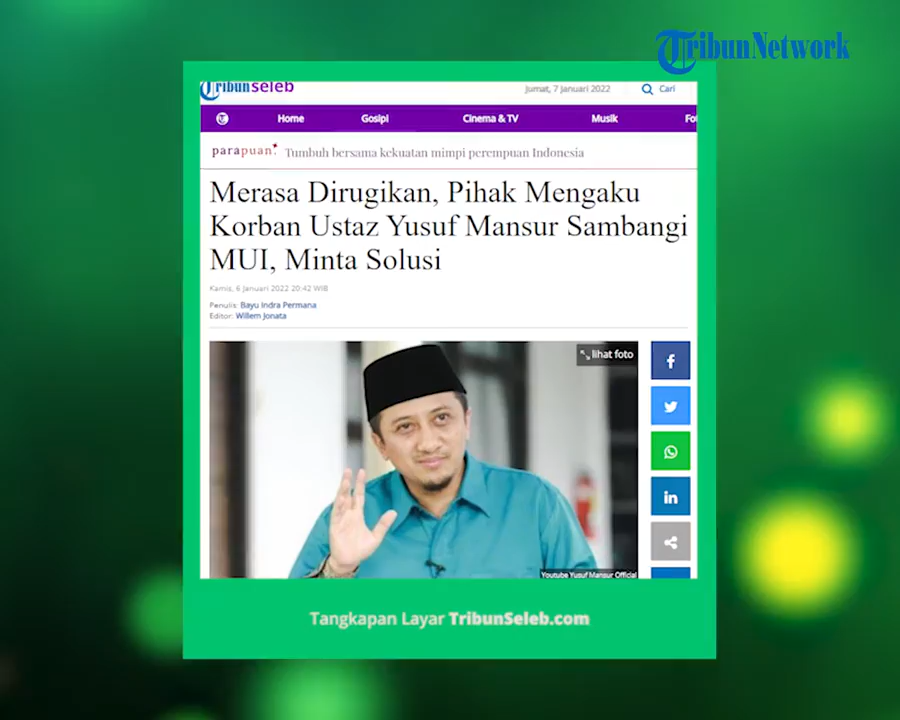 TribunNetwork
Tribunseleb
Jumat, 7 Januari 2022
Cari
Home
Gosipi
Cinema & TV
Musik
Fo
parapuan.
Tumbuh bersama kekuatan mimpi perempuan Indonesia
Merasa Dirugikan, Pihak Mengaku
Korban Ustaz Yusuf Mansur Sambangi
MUI, Minta Solusi
Kamis, 6 Januari 2022 20:42 WIB
Penulis: Bayu Indra Permana
Editor: Willem Jonata
lihat foto
Youtube Yusuf Mansur Official
Tangkapan Layar TribunSeleb.com